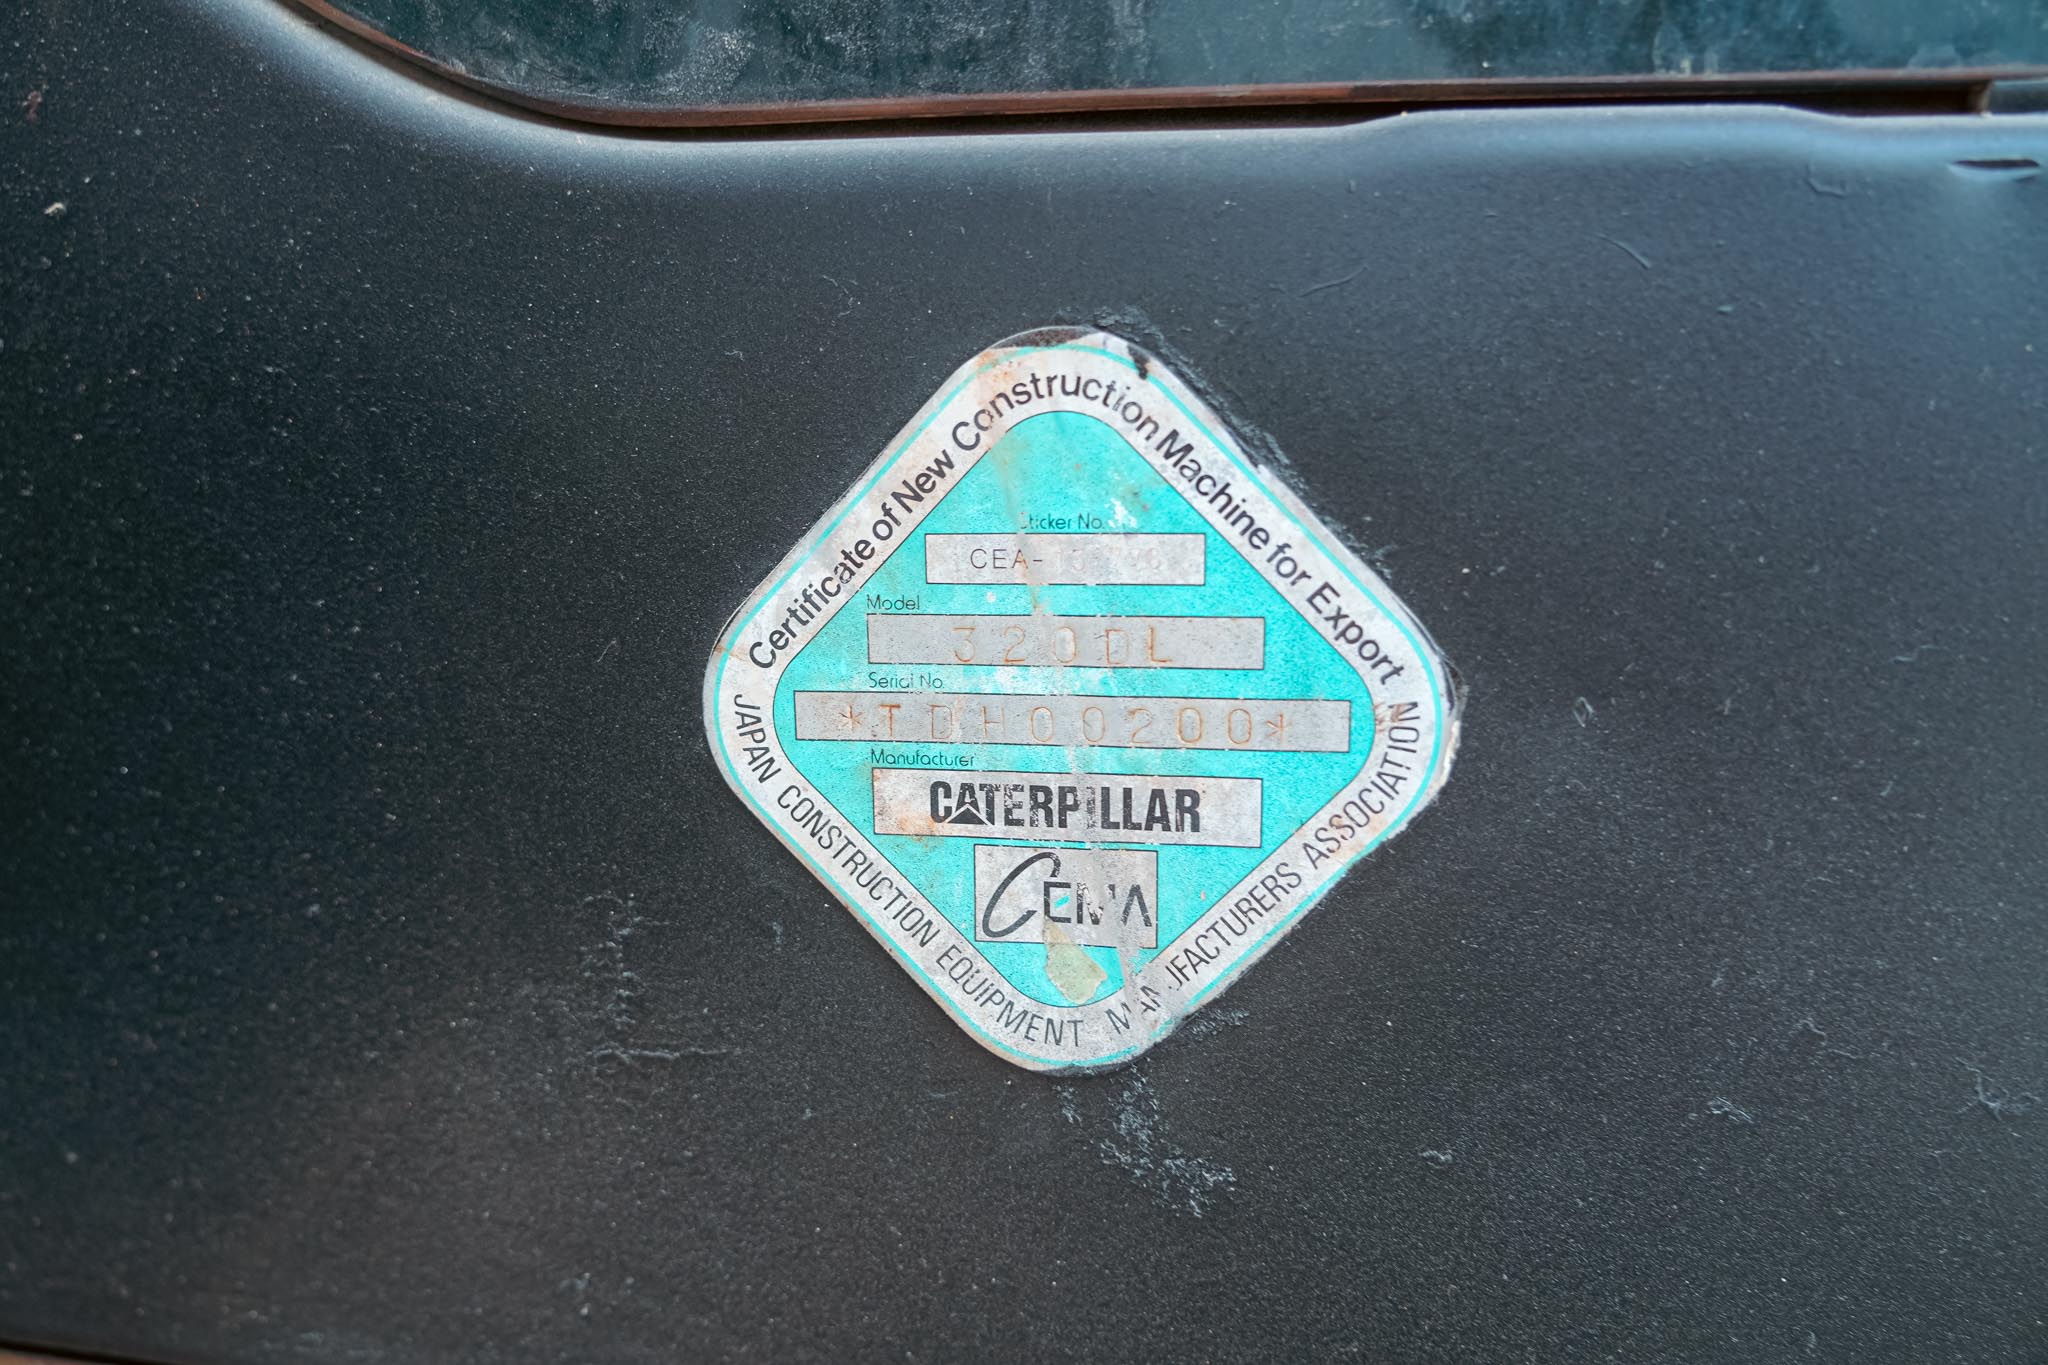 Certificate of New Construction Machine for Export
Sticker No.
CEA-
Model
320DL
Serial No.
*TDH00200*
Manufacturer
CATERPILLAR
CEMA
JAPAN CONSTRUCTION EQUIPMENT MANUFACTURERS ASSOCIATION